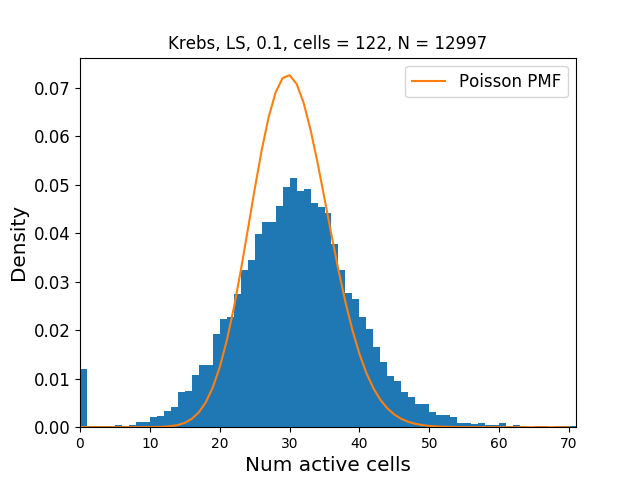 Krebs, LS, 0.1, cells = 122, N = 12997
Poisson PMF
0.07
0.06
0.05
0.04
0.03
0.02
0.01
0.00
Density
0 10 20 30 40 50 60 70
Num active cells